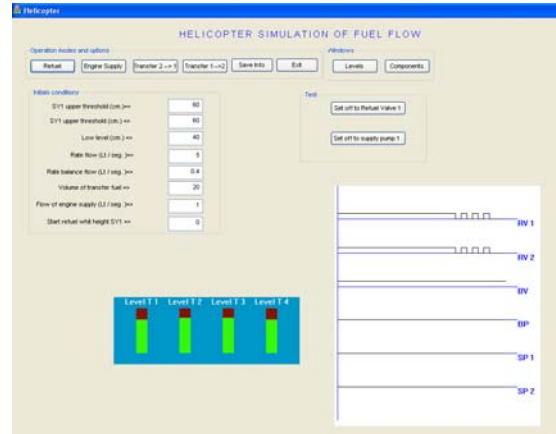 Helicopter
HELICOPTER SIMULATION OF FUEL FLOW
Operation modes and options
Refuel
Engine Supply
Transfer 2 --> 1
Transfer 1-->2
Save Info
Exit
Windows
Levels
Components
Initials conditions
SY1 upper threshold (cm.)=>
60
SY1 upper threshold (cm.) =>
60
Low level (cm.) =>
40
Rate flow (Lt / seg. )=>
5
Rate balance flow (Lt / seg. )=>
0.4
Volume of transfer fuel =>
20
Flow of engine supply (Lt / seg. )=>
1
Start refuel whit height SY1 =>
0
Test
Set off to Refuel Valve 1
Set off to supply pump 1
RV 1
RV 2
BV
BP
SP 1
SP 2
Level T 1 Level T 2 Level T 3 Level T 4